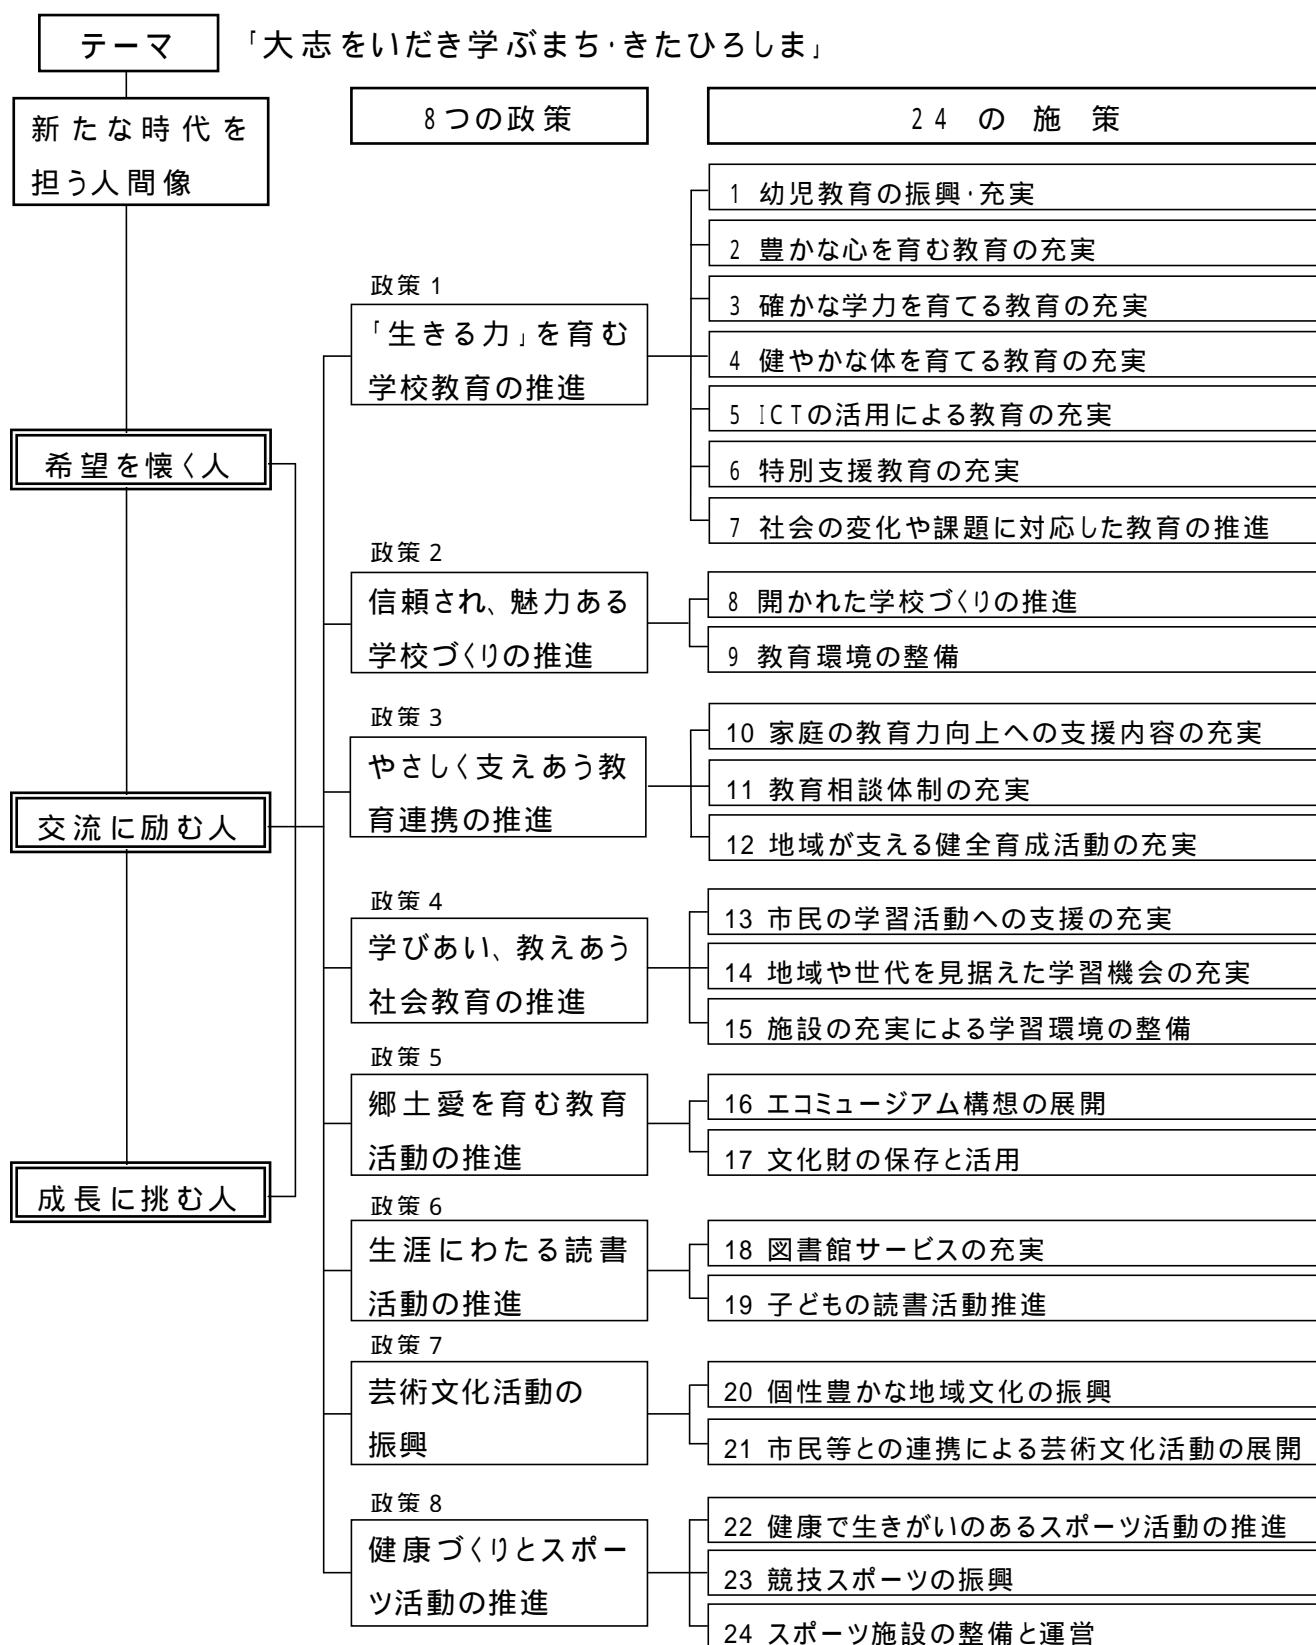 テーマ
「大志をいだき学ぶまち・きたひろしま」
新たな時代を
担う人間像
8つの政策
24の施策
希望を懐く人
交流に励む人
成長に挑む人
政策1
「生きる力」を育む
学校教育の推進
1 幼児教育の振興・充実
2 豊かな心を育む教育の充実
3 確かな学力を育てる教育の充実
4 健やかな体を育てる教育の充実
5 ICTの活用による教育の充実
6 特別支援教育の充実
7 社会の変化や課題に対応した教育の推進
政策2
信頼され、魅力ある
学校づくりの推進
8 開かれた学校づくりの推進
9 教育環境の整備
政策3
やさしく支えあう教
育連携の推進
10 家庭の教育力向上への支援内容の充実
11 教育相談体制の充実
12 地域が支える健全育成活動の充実
政策4
学びあい、教えあう
社会教育の推進
13 市民の学習活動への支援の充実
14 地域や世代を見据えた学習機会の充実
15 施設の充実による学習環境の整備
政策5
郷土愛を育む教育
活動の推進
16 エコミュージアム構想の展開
17 文化財の保存と活用
政策6
生涯にわたる読書
活動の推進
18 図書館サービスの充実
19 子どもの読書活動推進
政策7
芸術文化活動の
振興
20 個性豊かな地域文化の振興
21 市民等との連携による芸術文化活動の展開
政策8
健康づくりとスポー
ツ活動の推進
22 健康で生きがいのあるスポーツ活動の推進
23 競技スポーツの振興
24 スポーツ施設の整備と運営